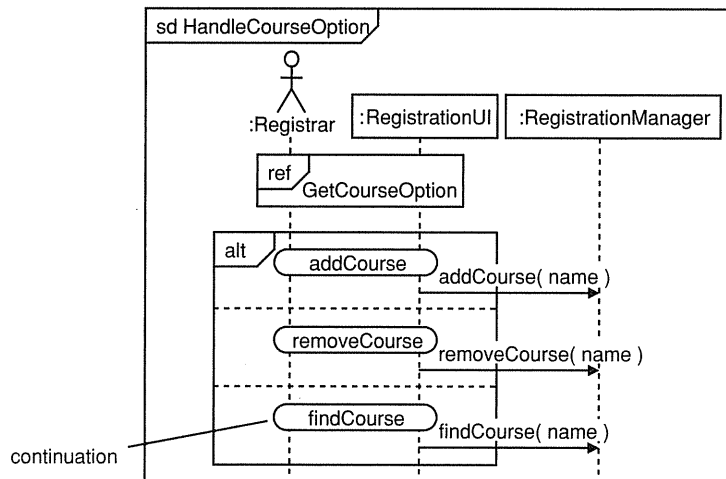 sd HandleCourseOption
:Registrar
:RegistrationUI
:RegistrationManager
ref
GetCourseOption
alt
addCourse
addCourse( name )
removeCourse
removeCourse( name )
findCourse
findCourse( name )
continuation